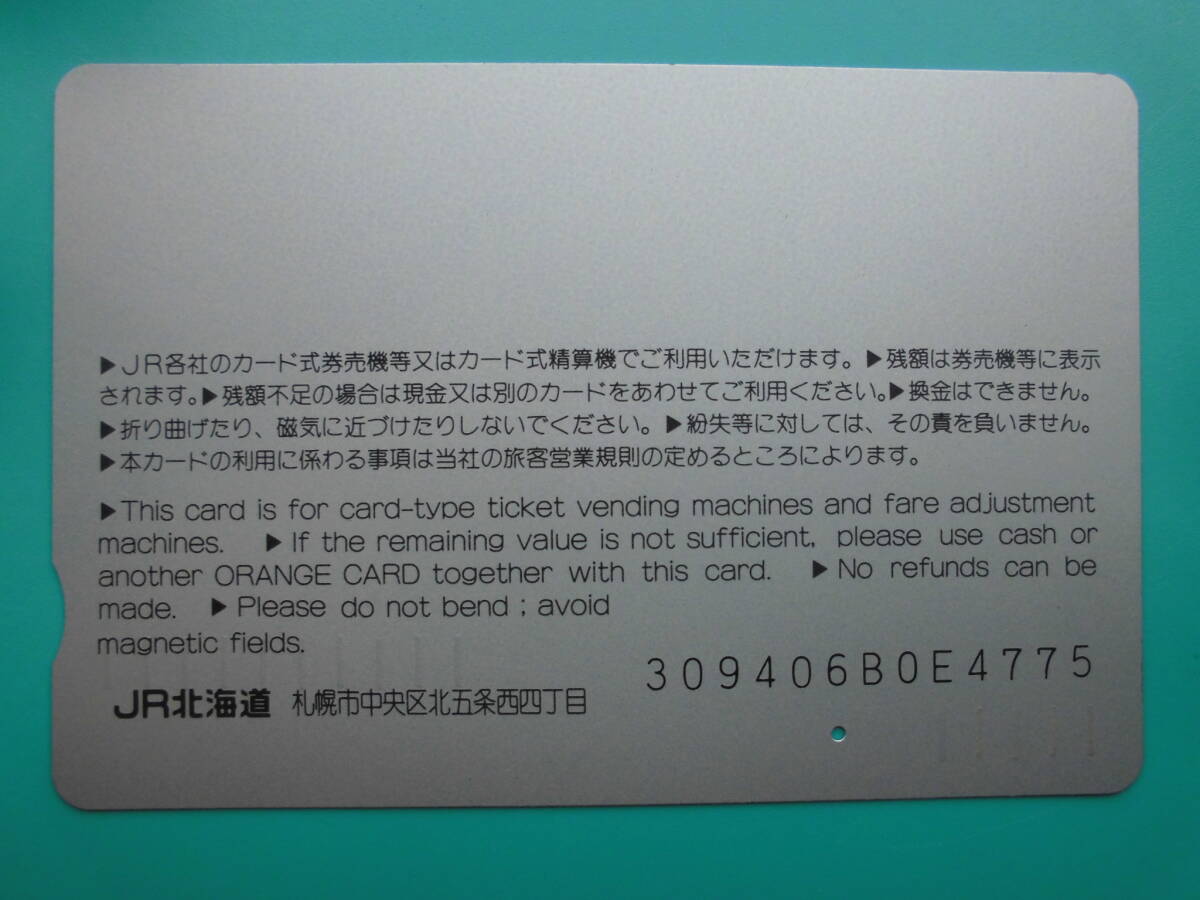 ▶JR各社のカード式券売機等又はカード式精算機でご利用いただけます。▶残額は券売機等に表示
されます。▶残額不足の場合は現金又は別のカードをあわせてご利用ください。▶換金はできません。
▶折り曲げたり、磁気に近づけたりしないでください。▶紛失等に対しては、その責を負いません。
▶本カードの利用に係わる事項は当社の旅客営業規則の定めるところによります。
▶This card is for card-type ticket vending machines and fare adjustment
machines. ▶If the remaining value is not sufficient, please use cash or
another ORANGE CARD together with this card. ▶No refunds can be
made. ▶Please do not bend ; avoid
magnetic fields.
309406B0E4775
JR北海道 札幌市中央区北五条西四丁目